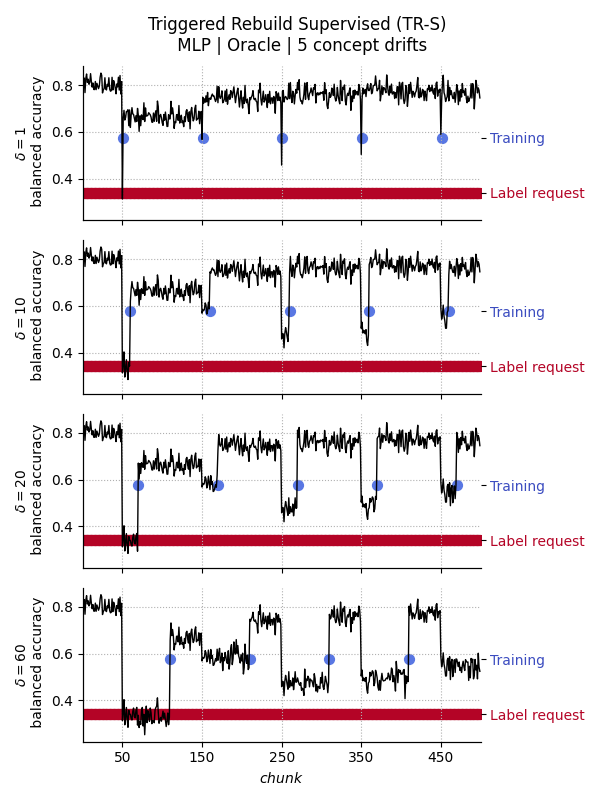 Triggered Rebuild Supervised (TR-S)
MLP | Oracle | 5 concept drifts
δ = 1
balanced accuracy
0.8
0.6
0.4
Training
Label request
δ = 10
balanced accuracy
0.8
0.6
0.4
Training
Label request
δ = 20
balanced accuracy
0.8
0.6
0.4
Training
Label request
δ = 60
balanced accuracy
0.8
0.6
0.4
Training
Label request
50 150 250 350 450
chunk